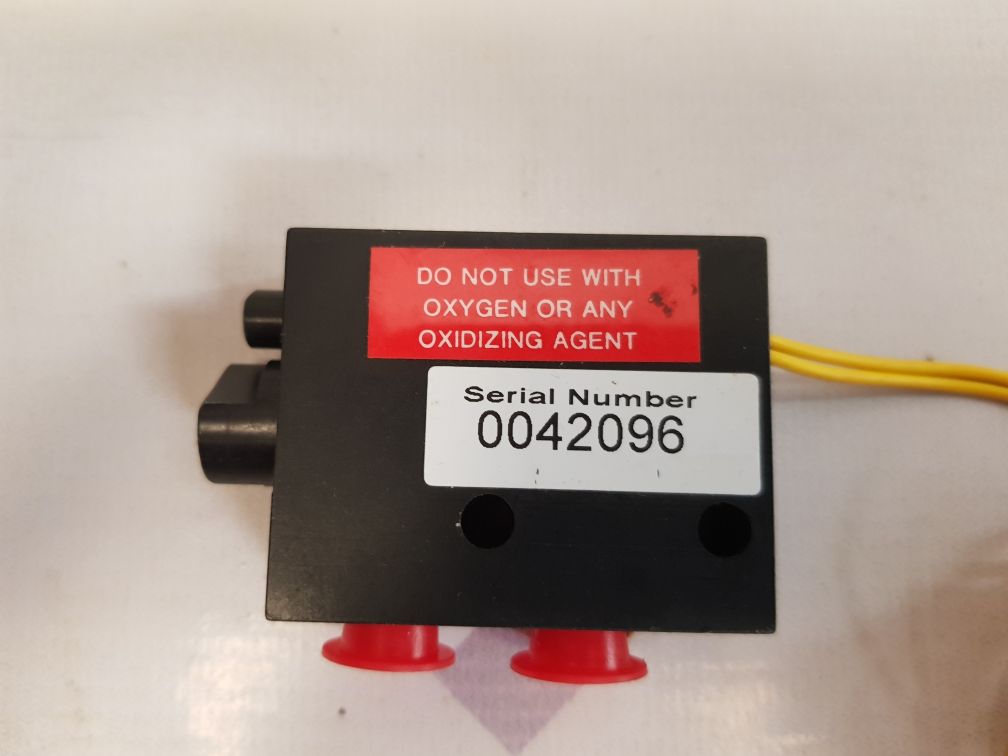 DO NOT USE WITH
OXYGEN OR ANY
OXIDIZING AGENT
Serial Number
0042096